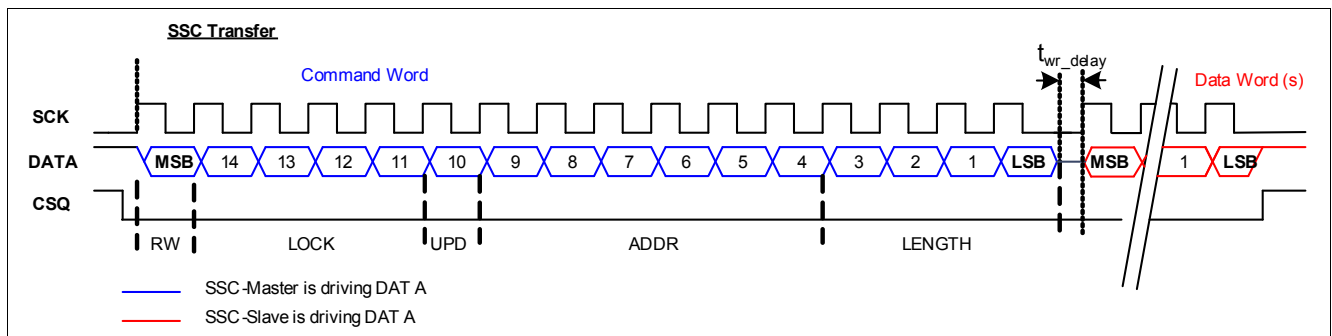 SSC Transfer
Command Word
t wr_delay
Data Word (s)
SCK
DATA MSB 14 13 12 11 10 9 8 7 6 5 4 3 2 1 LSB MSB 1 LSB
CSQ
RW LOCK UPD ADDR LENGTH
SSC-Master is driving DAT A
SSC-Slave is driving DAT A